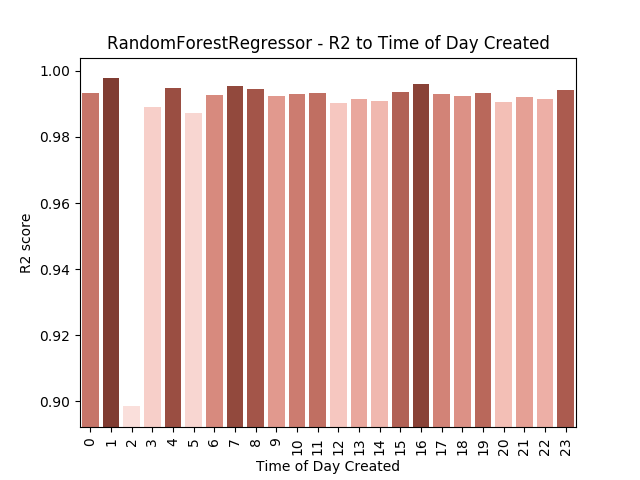 RandomForestRegressor - R2 to Time of Day Created
1.00
0.98
0.96
0.94
0.92
0.90
R2 score
0 1 2 3 4 5 6 7 8 9 10 11 12 13 14 15 16 17 18 19 20 21 22 23
Time of Day Created